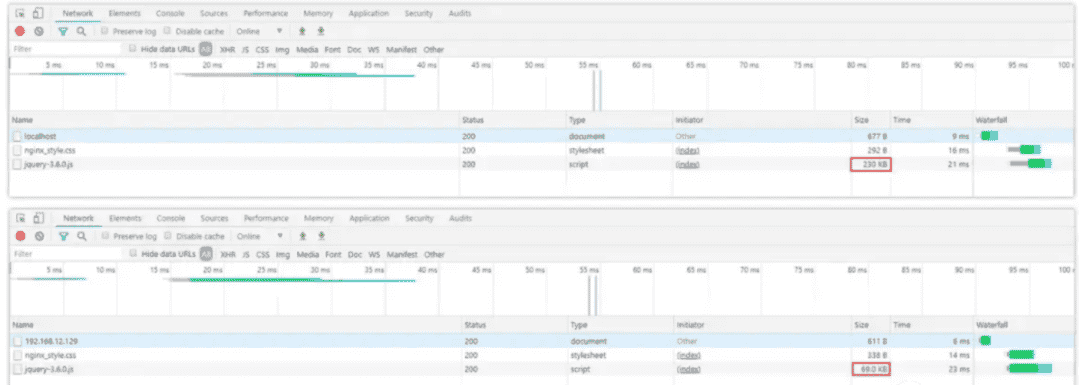 Network Elements Console Sources Performance Memory Application Security Audits
Preserve log Disable cache Online
Filter Hide data URLs All XHR JS CSS Img Media Font Doc WS Manifest Other
5 ms 10 ms 15 ms 20 ms 25 ms 30 ms 35 ms 40 ms 45 ms 50 ms 55 ms 60 ms 65 ms 70 ms 75 ms 80 ms 85 ms 90 ms 95 ms 100
Name Status Type Initiator Size Time Waterfall
localhost 200 document Other 677 B 9 ms
nginx_style.css 200 stylesheet (index) 292 B 16 ms
jquery-3.6.0.js 200 script (index) 230 KB 21 ms
Network Elements Console Sources Performance Memory Application Security Audits
Preserve log Disable cache Online
Filter Hide data URLs All XHR JS CSS Img Media Font Doc WS Manifest Other
5 ms 10 ms 15 ms 20 ms 25 ms 30 ms 35 ms 40 ms 45 ms 50 ms 55 ms 60 ms 65 ms 70 ms 75 ms 80 ms 85 ms 90 ms 95 ms 100
Name Status Type Initiator Size Time Waterfall
192.168.12.129 200 document Other 611 B 6 ms
nginx_style.css 200 stylesheet (index) 338 B 14 ms
jquery-3.6.0.js 200 script (index) 69.0 KB 23 ms